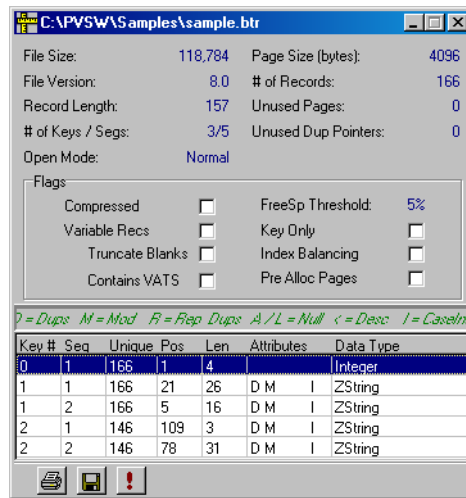 C:\PVSW\Samples\sample.btr
File Size: 118,784 Page Size (bytes): 4096
File Version: 8.0 # of Records: 166
Record Length: 157 Unused Pages: 0
# of Keys / Segs: 3/5 Unused Dup Pointers: 0
Open Mode: Normal
Flags
Compressed FreeSp Threshold: 5%
Variable Recs Key Only
Truncate Blanks Index Balancing
Contains VATS Pre Alloc Pages
D = Dups M = Mod R = Rep Dups A / L = Null < = Desc I = CaseIn
Key # Seg Unique Pos Len Attributes Data Type
0 1 166 1 4 Integer
1 1 166 21 26 D M I ZString
1 2 166 5 16 D M I ZString
2 1 146 109 3 D M I ZString
2 2 146 78 31 D M I ZString